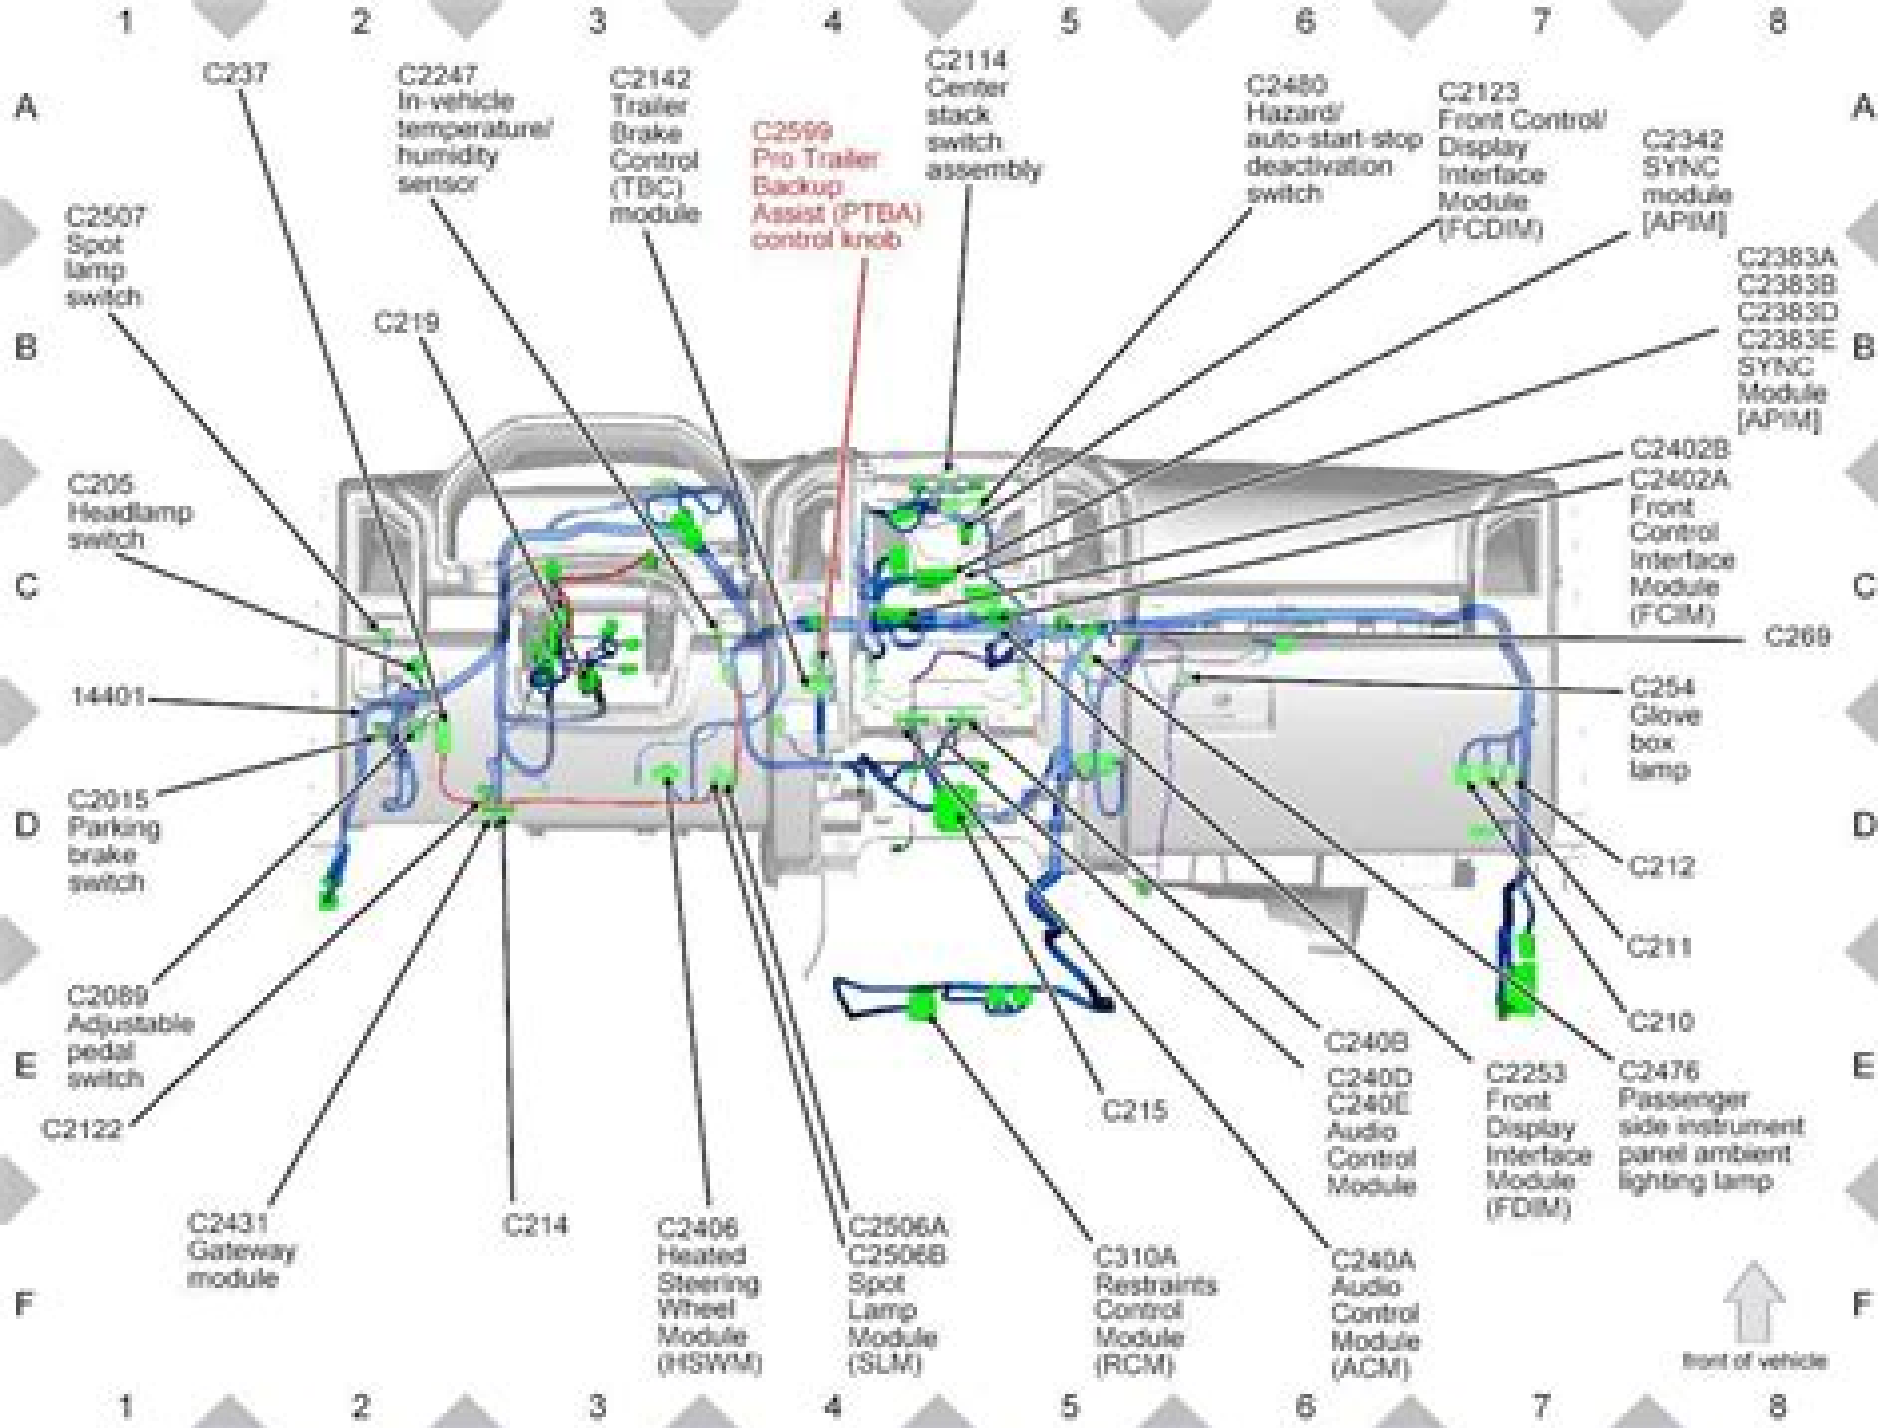 1 2 3 4 5 6 7 8
A
A
C237
C2247
In-vehicle
temperature/
humidity
sensor
C2142
Trailer
Brake
Control
(TBC)
module
C2599
Pro Trailer
Backup
Assist (PTBA)
control knob
C2114
Center
stack
switch
assembly
C2480
Hazard/
auto-start-stop
deactivation
switch
C2123
Front Control/
Display
Interface
Module
(FCDIM)
C2342
SYNC
module
[APIM]
C2507
Spot
lamp
switch
C219
C2383A
C2383B
C2383D
C2383E
SYNC
Module
[APIM]
B
B
C2402B
C2402A
Front
Control
Interface
Module
(FCIM)
C205
Headlamp
switch
C
C
C269
14401
C254
Glove
box
lamp
C2015
Parking
brake
switch
D
D
C212
C211
C210
C2089
Adjustable
pedal
switch
E
E
C2122
C240B
C240D
C240E
Audio
Control
Module
C215
C2253
Front
Display
Interface
Module
(FDIM)
C2476
Passenger
side instrument
panel ambient
lighting lamp
C2431
Gateway
module
C214
C2406
Heated
Steering
Wheel
Module
(HSWM)
C2506A
C2506B
Spot
Lamp
Module
(SLM)
C310A
Restraints
Control
Module
(RCM)
C240A
Audio
Control
Module
(ACM)
F
F
front of vehicle
1 2 3 4 5 6 7 8